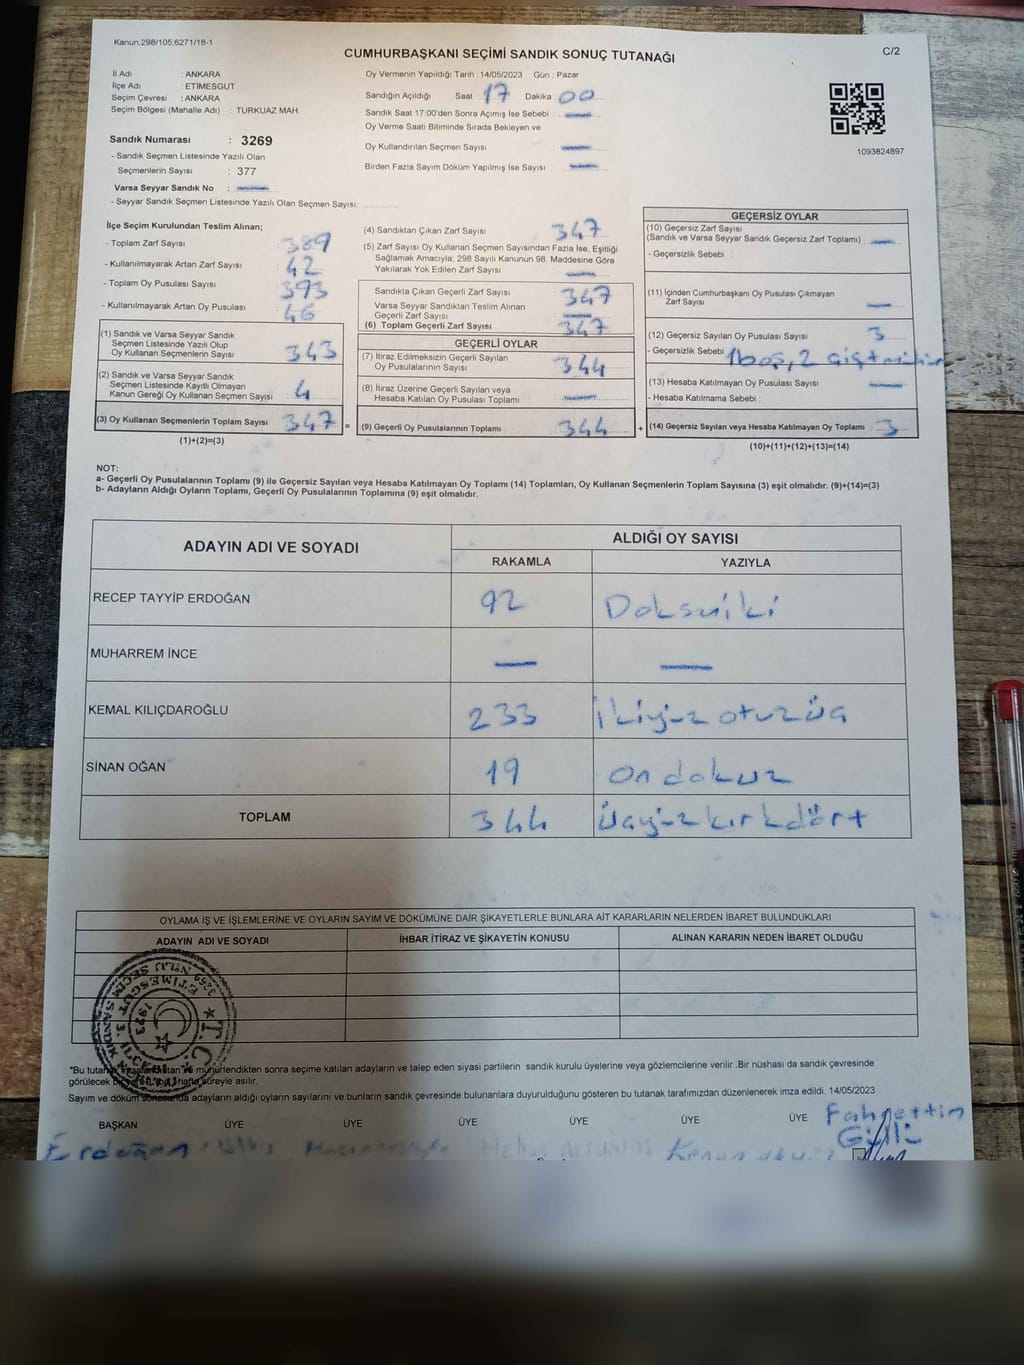 Kanun,298/105,6271/18-1
CUMHURBAŞKANI SEÇİMİ SANDIK SONUÇ TUTANAĞI
C/2
İl Adı : ANKARA
İlçe Adı : ETİMESGUT
Seçim Çevresi : ANKARA
Seçim Bölgesi (Mahalle Adı) : TURKUAZ MAH.
Oy Vermenin Yapıldığı Tarih : 14/05/2023 Gün : Pazar
Sandığın Açıldığı Saat : 17 Dakika 00
Sandık Saat 17:00'den Sonra Açımış İse Sebebi :
Oy Verme Saati Bitiminde Sırada Bekleyen ve
Oy Kullandırılan Seçmen Sayısı :
Birden Fazla Sayım Döküm Yapılmış İse Sayısı :
1093824897
Sandık Numarası : 3269
- Sandık Seçmen Listesinde Yazılı Olan
Seçmenlerin Sayısı : 377
Varsa Seyyar Sandık No :
- Seyyar Sandık Seçmen Listesinde Yazılı Olan Seçmen Sayısı:
İlçe Seçim Kurulundan Teslim Alınan;
- Toplam Zarf Sayısı : 389
- Kullanılmayarak Artan Zarf Sayısı : 42
- Toplam Oy Pusulası Sayısı : 393
- Kullanılmayarak Artan Oy Pusulası : 46
(1) Sandık ve Varsa Seyyar Sandık
Seçmen Listesinde Yazılı Olup
Oy Kullanan Seçmenlerin Sayısı : 343
(2) Sandık ve Varsa Seyyar Sandık
Seçmen Listesinde Kayıtlı Olmayan
Kanun Gereği Oy Kullanan Seçmen Sayısı : 4
(3) Oy Kullanan Seçmenlerin Toplam Sayısı : 347 =
(1)+(2)=(3)
(4) Sandıktan Çıkan Zarf Sayısı : 347
(5) Zarf Sayısı Oy Kullanan Seçmen Sayısından Fazla İse, Eşitliği
Sağlamak Amacıyla; 298 Sayılı Kanunun 98. Maddesine Göre
Yakılarak Yok Edilen Zarf Sayısı :
Sandıkta Çıkan Geçerli Zarf Sayısı : 347
Varsa Seyyar Sandıktan Teslim Alınan
Geçerli Zarf Sayısı :
(6) Toplam Geçerli Zarf Sayısı : 347
GEÇERLİ OYLAR
(7) İtiraz Edilmeksizin Geçerli Sayılan
Oy Pusulalarının Sayısı : 344
(8) İtiraz Üzerine Geçerli Sayılan veya
Hesaba Katılan Oy Pusulası Toplamı :
(9) Geçerli Oy Pusulalarının Toplamı : 344 +
GEÇERSİZ OYLAR
(10) Geçersiz Zarf Sayısı
(Sandık ve Varsa Seyyar Sandık Geçersiz Zarf Toplamı) :
- Geçersizlik Sebebi :
(11) İçinden Cumhurbaşkanı Oy Pusulası Çıkmayan
Zarf Sayısı :
(12) Geçersiz Sayılan Oy Pusulası Sayısı : 3
- Geçersizlik Sebebi : 1 boş, 2
(13) Hesaba Katılmayan Oy Pusulası Sayısı :
- Hesaba Katılmama Sebebi :
(14) Geçersiz Sayılan veya Hesaba Katılmayan Oy Toplamı : 3
(10)+(11)+(12)+(13)=(14)
NOT:
a- Geçerli Oy Pusulalarının Toplamı (9) ile Geçersiz Sayılan veya Hesaba Katılmayan Oy Toplamı (14) Toplamları, Oy Kullanan Seçmenlerin Toplam Sayısına (3) eşit olmalıdır. (9)+(14)=(3)
b- Adayların Aldığı Oyların Toplamı, Geçerli Oy Pusulalarının Toplamına (9) eşit olmalıdır.
ADAYIN ADI VE SOYADI
ALDIĞI OY SAYISI
RAKAMLA YAZIYLA
RECEP TAYYİP ERDOĞAN 92 Doksaniki
MUHARREM İNCE
KEMAL KILIÇDAROĞLU 233 ikiyüz otuzüç
SİNAN OĞAN 19 on dokuz
TOPLAM 344 üçyüz kırkdört
OYLAMA İŞ VE İŞLEMLERİNE VE OYLARIN SAYIM VE DÖKÜMÜNE DAİR ŞİKAYETLERLE BUNLARA AİT KARARLARIN NELERDEN İBARET BULUNDUKLARI
ADAYIN ADI VE SOYADI İHBAR İTİRAZ VE ŞİKAYETİN KONUSU ALINAN KARARIN NEDEN İBARET OLDUĞU
T.C. ETİMESGUT 3. 3269 NOLU SEÇİM SANDIK 1923
*Bu tutanak ve mühürlendikten sonra seçime katılan adayların ve talep eden siyasi partilerin sandık kurulu üyelerine veya gözlemcilerine verilir .Bir nüshası da sandık çevresinde
görülecek bir hafta süreyle asılır.
Sayım ve döküm sonucunda adayların aldığı oyların sayılarını ve bunların sandık çevresinde bulunanlara duyurulduğunu gösteren bu tutanak tarafımızdan düzenlenerek imza edildi. 14/05/2023
BAŞKAN ÜYE ÜYE ÜYE ÜYE ÜYE ÜYE
Fahrettin
Güllü
Erdoğan